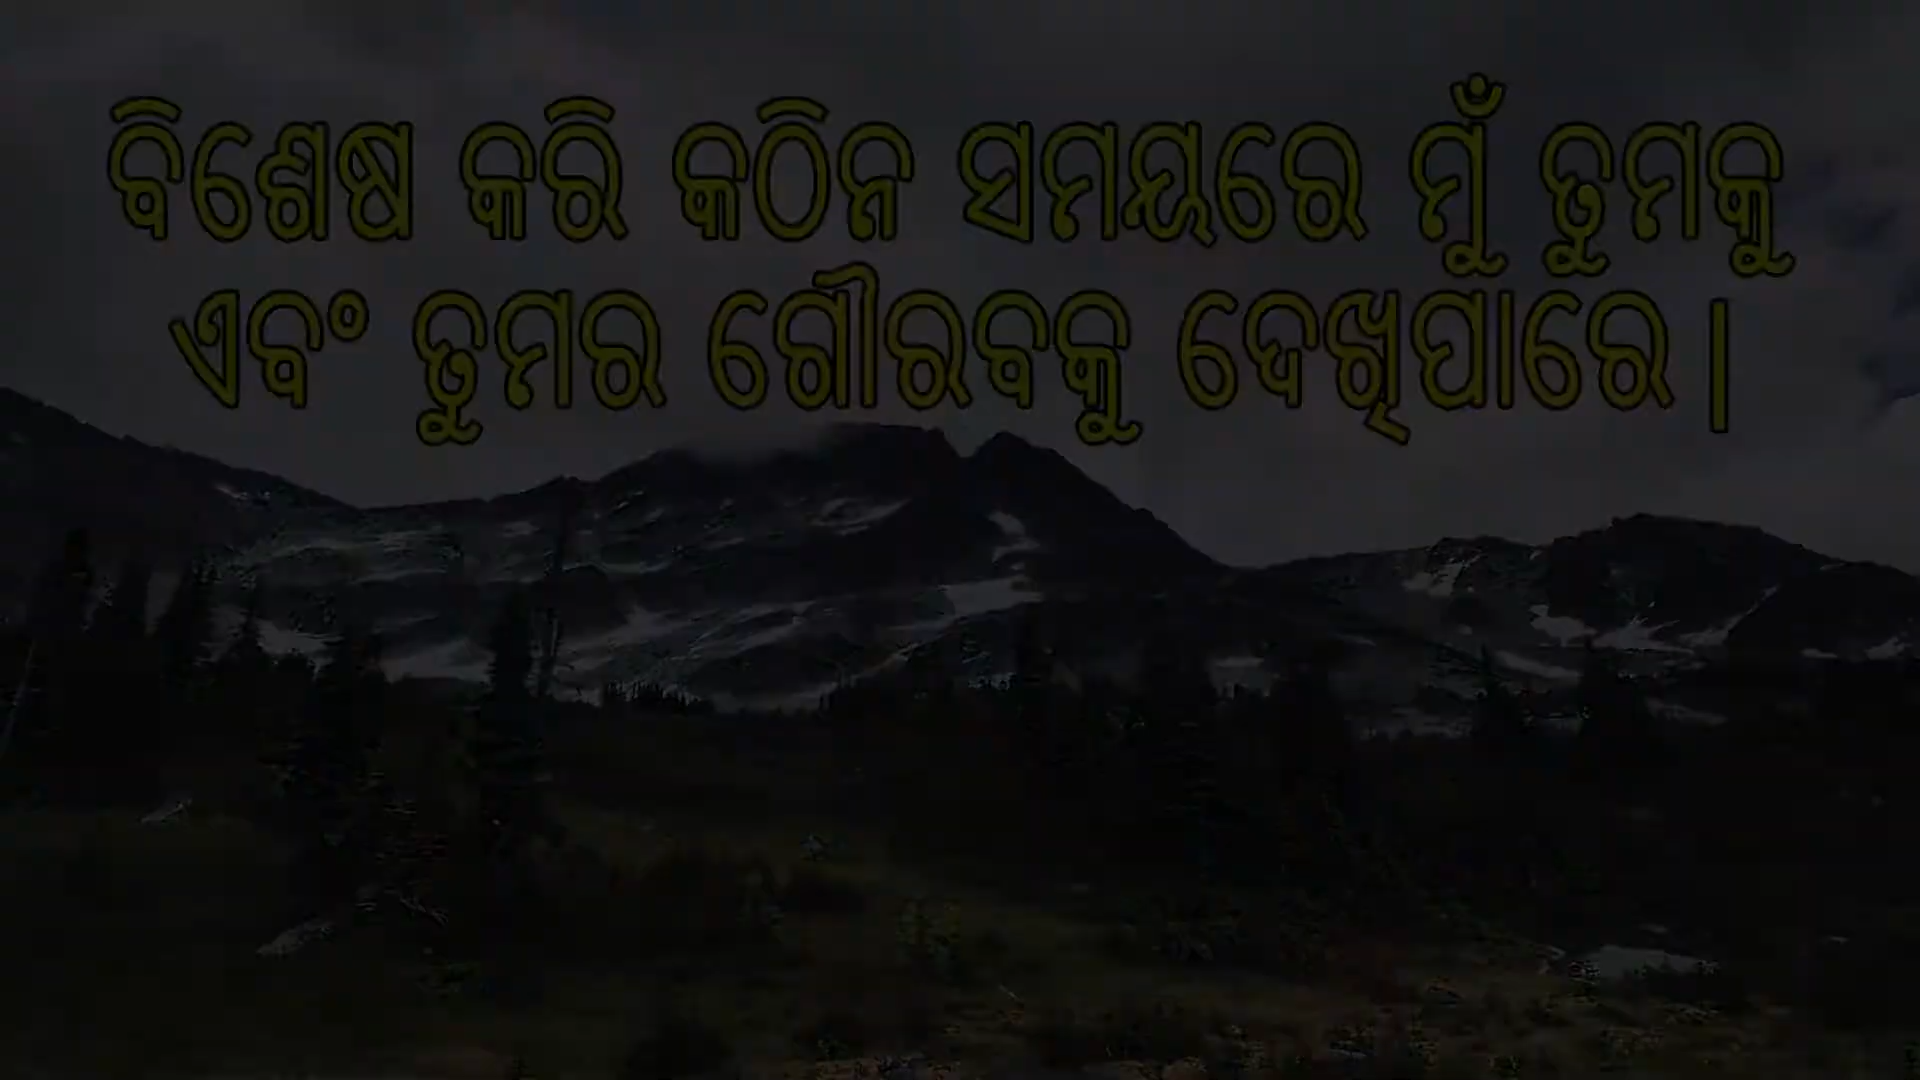 ବିଶେଷ କରି କଠିନ ସମୟରେ ମୁଁ ତୁମକୁ
ଏବଂ ତୁମର ଗୌରବକୁ ଦେଖିପାରେ |